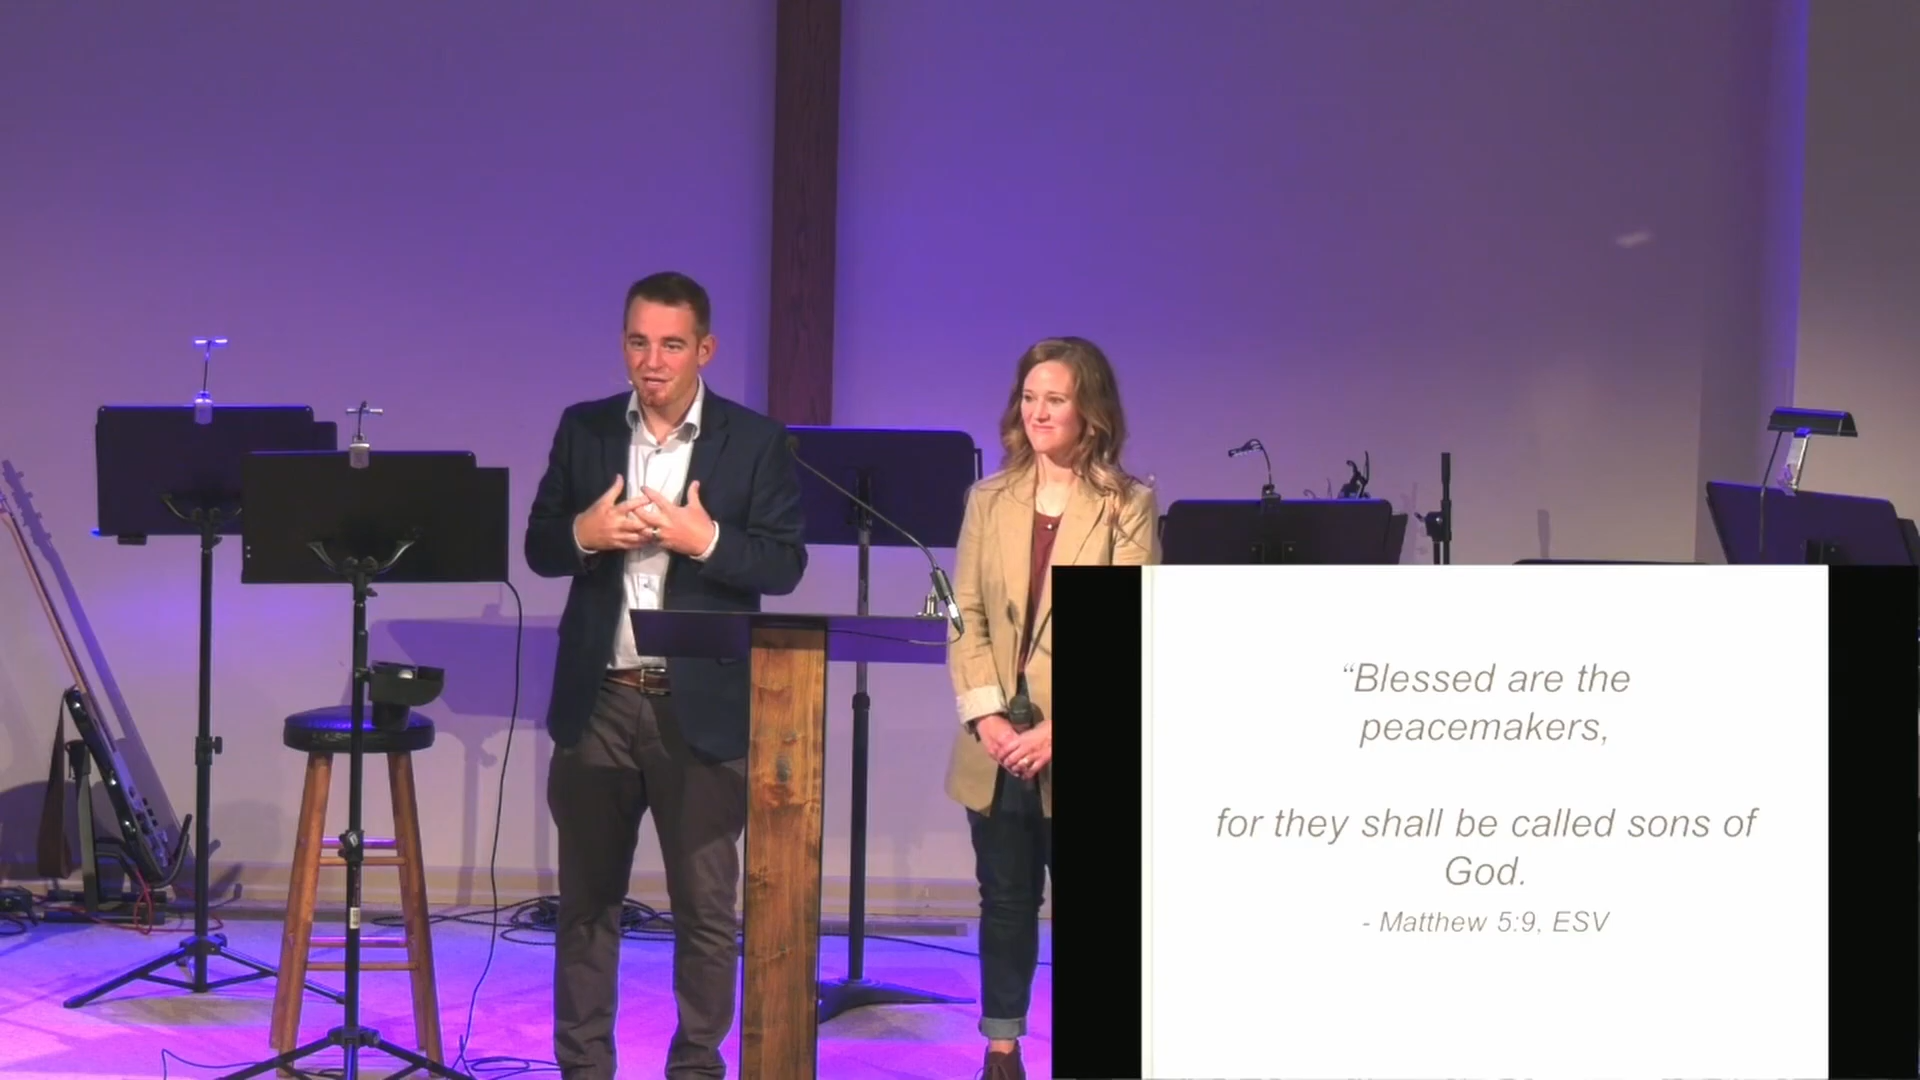 “Blessed are the
peacemakers,
for they shall be called sons of
God.
- Matthew 5:9, ESV